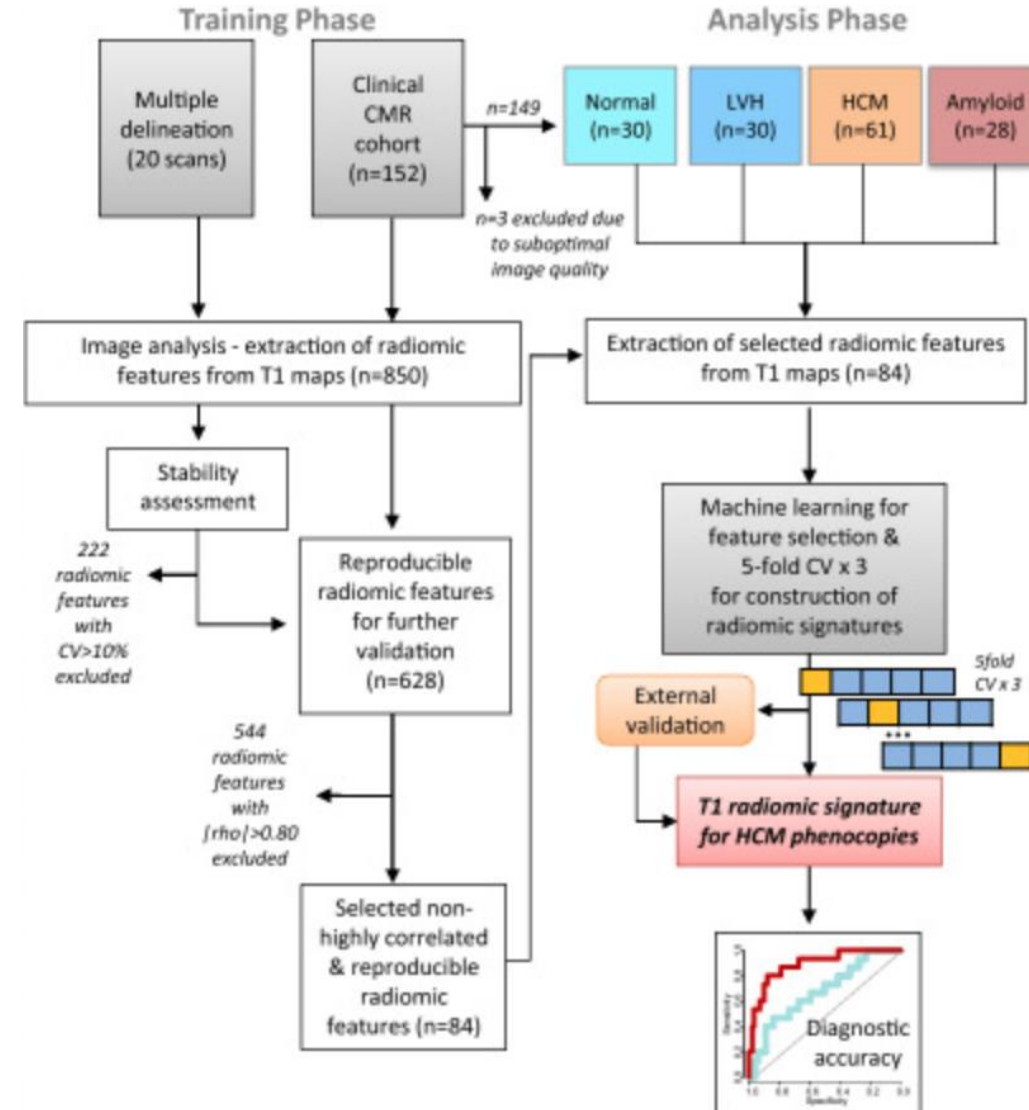 Training Phase
Analysis Phase
Multiple
delineation
(20 scans)
Clinical
CMR
cohort
(n=152)
n=149
n=3 excluded due
to suboptimal
image quality
Normal
(n=30)
LVH
(n=30)
HCM
(n=61)
Amyloid
(n=28)
Image analysis - extraction of radiomic
features from T1 maps (n=850)
Stability
assessment
222
radiomic
features
with
CV>10%
excluded
Reproducible
radiomic features
for further
validation
(n=628)
544
radiomic
features
with
|rho|>0.80
excluded
Selected non-
highly correlated
& reproducible
radiomic
features (n=84)
Extraction of selected radiomic features
from T1 maps (n=84)
Machine learning for
feature selection &
5-fold CV x 3
for construction of
radiomic signatures
5fold
CV x 3
...
External
validation
T1 radiomic signature
for HCM phenocopies
Diagnostic
accuracy
Sensitivity
Specificity